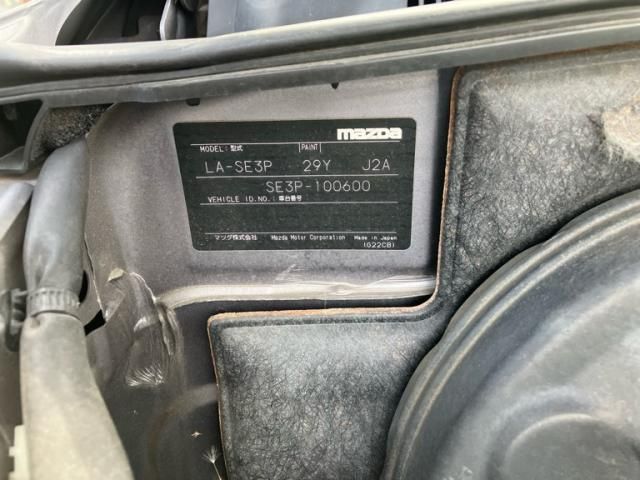 mazda
MODEL: 型式 PAINT
LA-SE3P 29Y J2A
SE3P-100600
VEHICLE ID.NO.: 車台番号
マツダ株式会社 Mazda Motor Corporation Made in Japan
(G22CB)